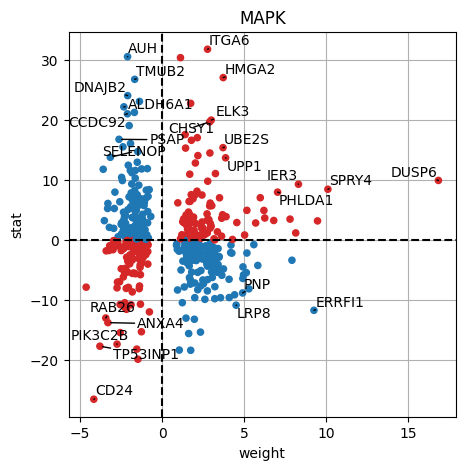 MAPK
ITGA6
AUH
TMUB2
HMGA2
DNAJB2
ALDH6A1
ELK3
CCDC92
CHSY1
PSAP
UBE2S
SELENOP
UPP1
DUSP6
IER3
SPRY4
PHLDA1
PNP
RAB26
ERRFI1
LRP8
ANXA4
PIK3C2B
TP53INP1
CD24
stat
30
20
10
0
−10
−20
−5
0
5
10
15
weight